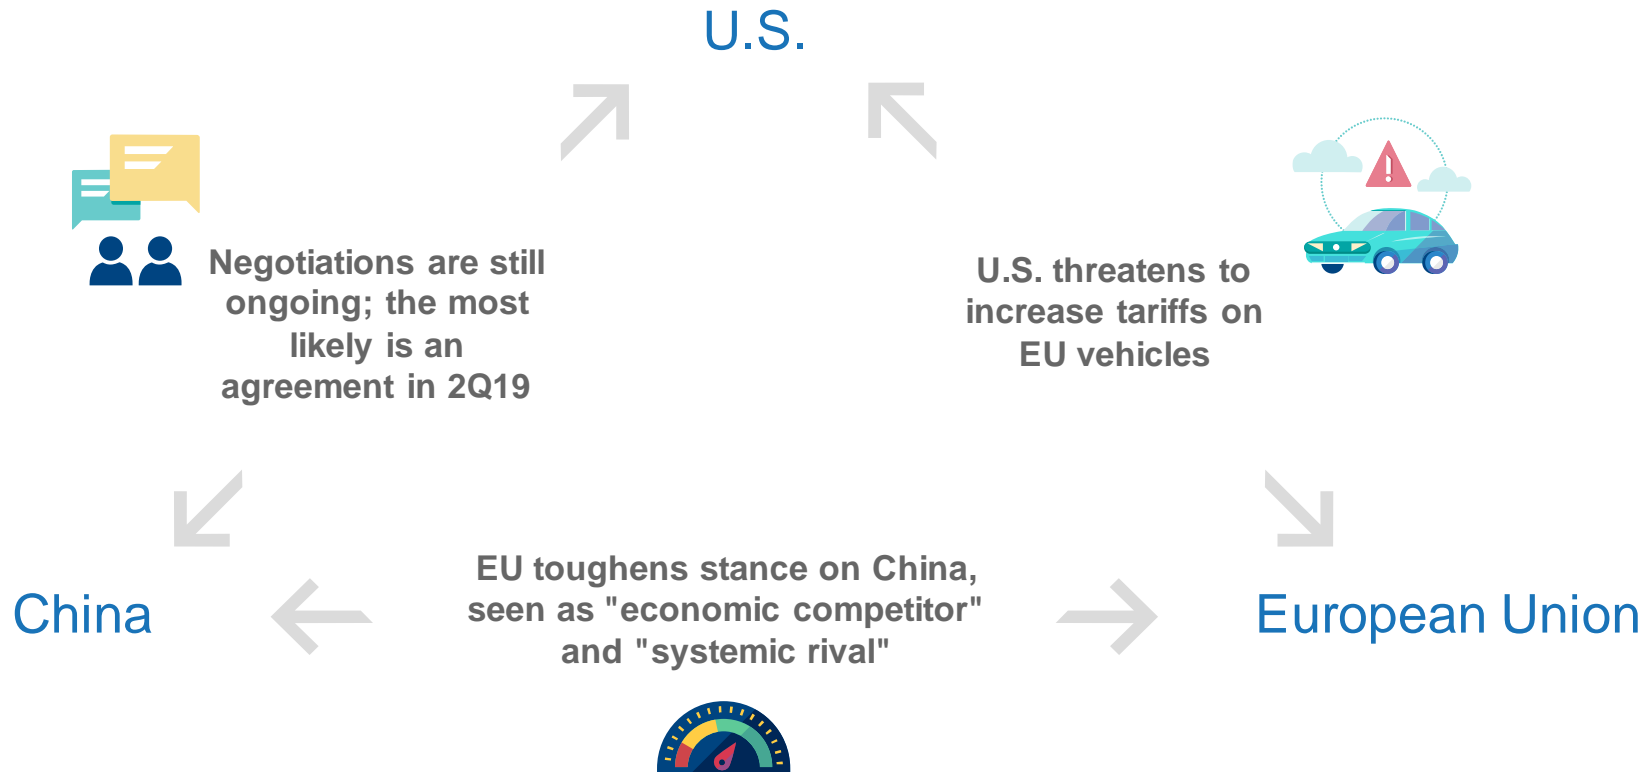 U.S.
Negotiations are still
ongoing; the most
likely is an
agreement in 2Q19
U.S. threatens to
increase tariffs on
EU vehicles
China
EU toughens stance on China,
seen as "economic competitor"
and "systemic rival"
European Union